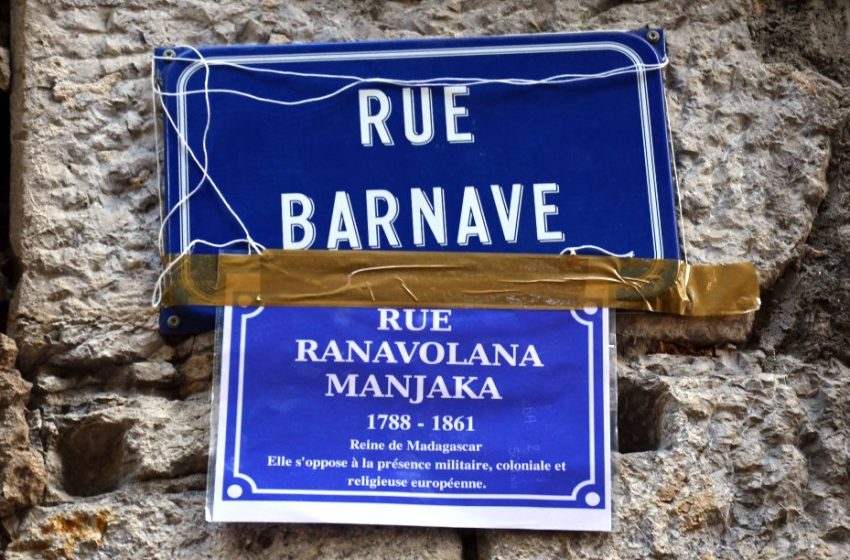 RUE
BARNAVE
RUE
RANAVOLANA
MANJAKA
1788 - 1861
Reine de Madagascar
Elle s'oppose à la présence militaire, coloniale et
religieuse européenne.